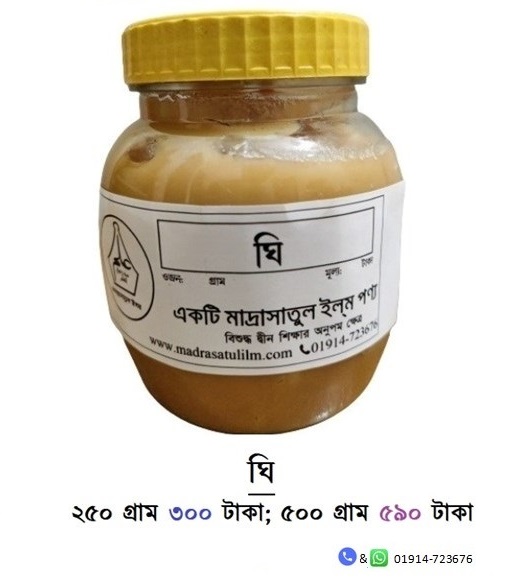 ঘি
ওজন: গ্রাম মূল্য: টাকা
একটি মাদ্রাসাতুল ইল্‌ম পণ্য
বিশুদ্ধ দ্বীন শিক্ষার অনুপম ক্ষেত্র
www.madrasatulilm.com 01914-723676
ঘি
২৫০ গ্রাম ৩০০ টাকা; ৫০০ গ্রাম ৫৯০ টাকা
& 01914-723676